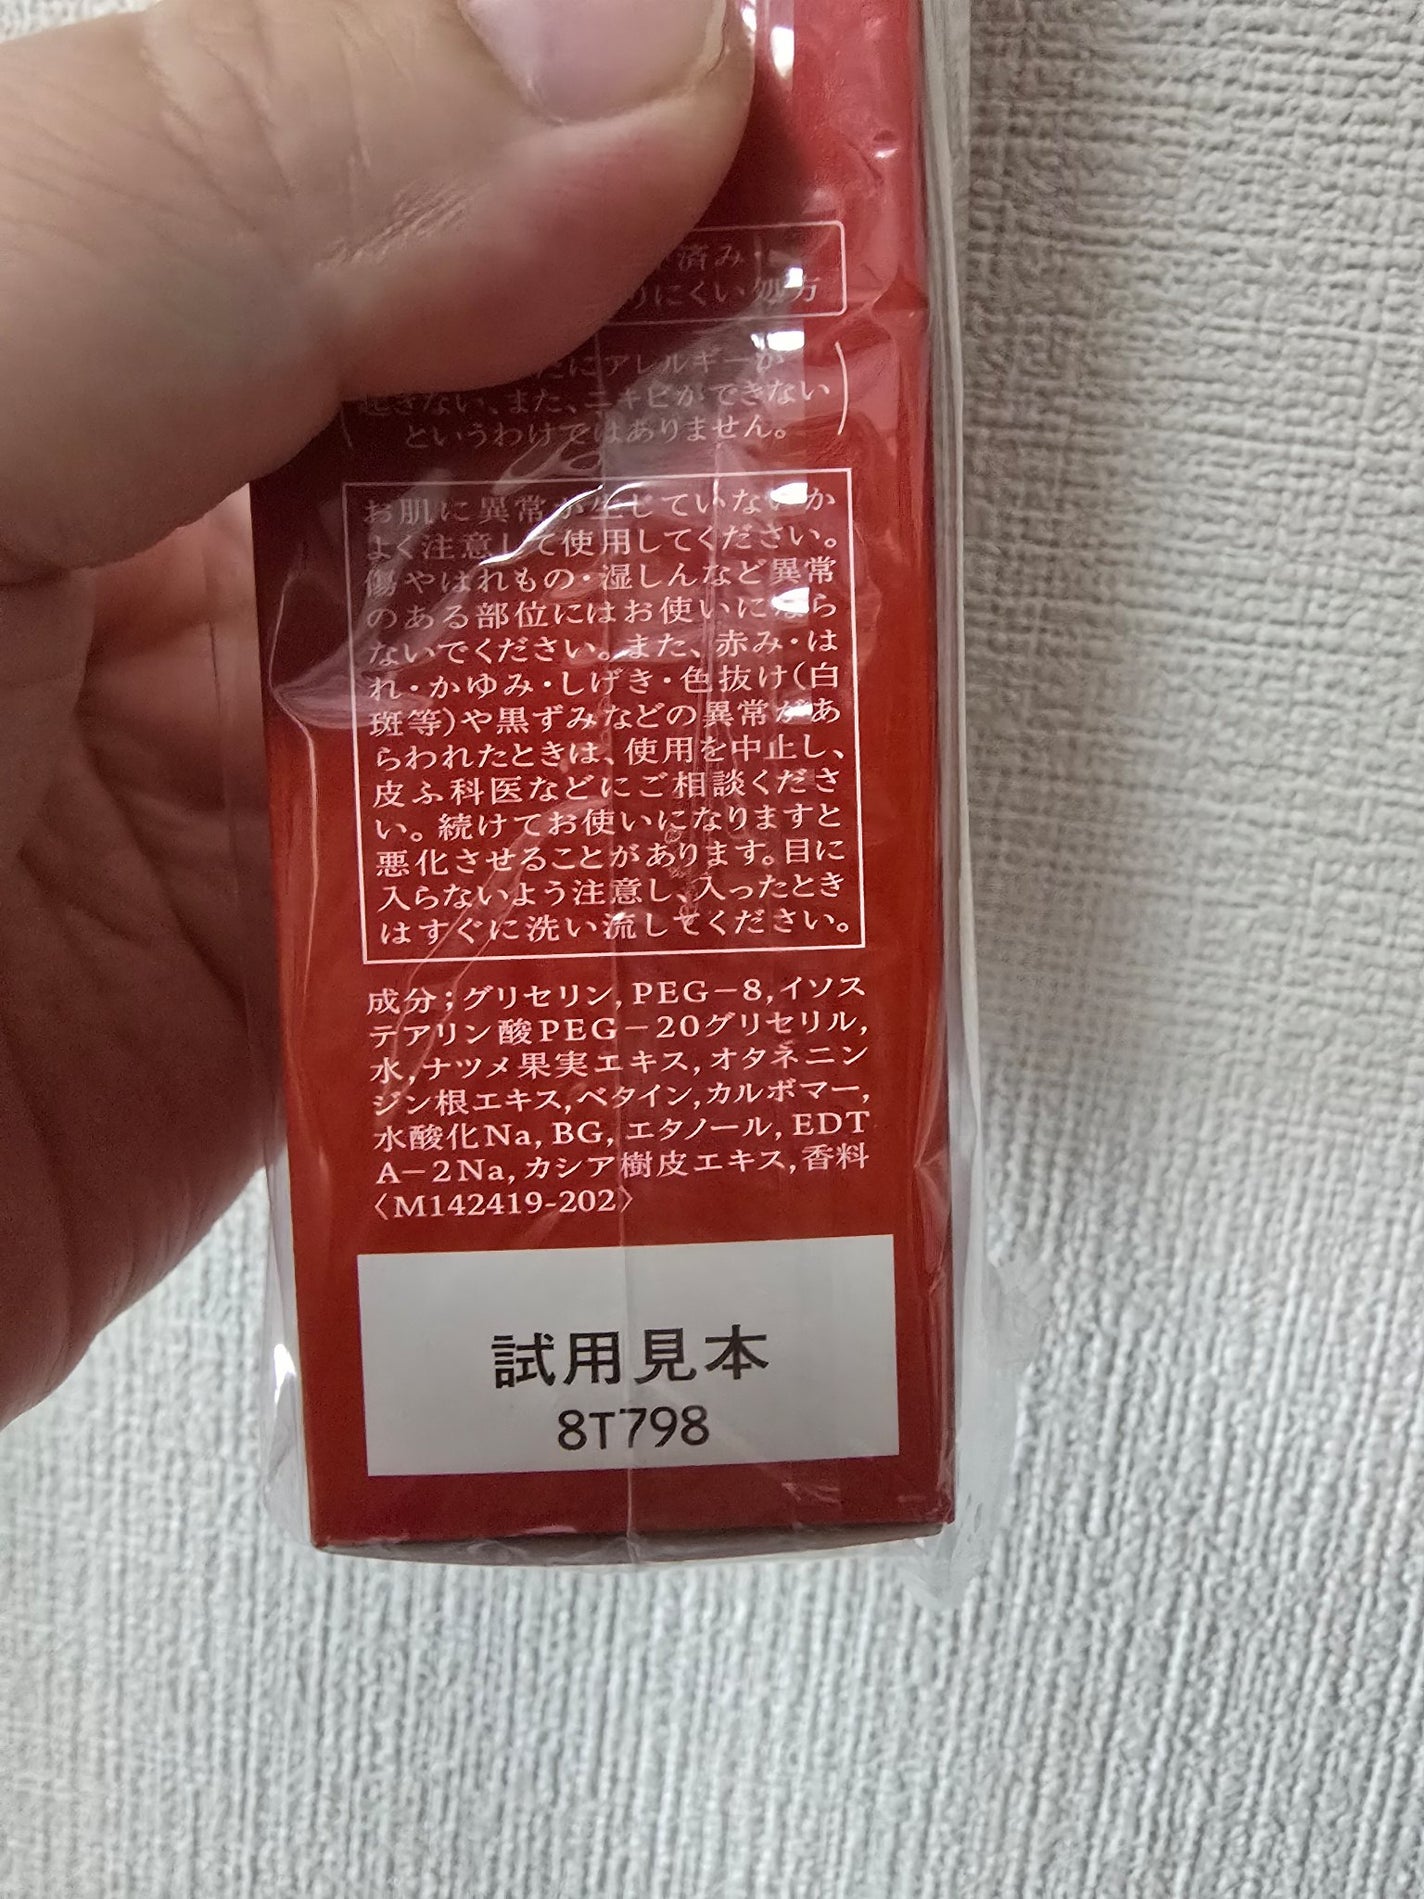 済み・
りにくい処方
にアレルギーが
起きない、また、ニキビができない
というわけではありません。
お肌に異常が生じていないか
よく注意して使用してください。
傷やはれもの・湿しんなど異常
のある部位にはお使いになら
ないでください。また、赤み・は
れ・かゆみ・しげき・色抜け(白
斑等)や黒ずみなどの異常があ
らわれたときは、使用を中止し、
皮ふ科医などにご相談くださ
い。続けてお使いになりますと
悪化させることがあります。目に
入らないよう注意し、入ったとき
はすぐに洗い流してください。
成分;グリセリン,PEG-8,イソス
テアリン酸PEG-20グリセリル,
水,ナツメ果実エキス,オタネニン
ジン根エキス,ベタイン,カルボマー,
水酸化Na,BG,エタノール,EDT
A-2Na,カシア樹皮エキス,香料
〈M142419-202〉
試用見本
8T798